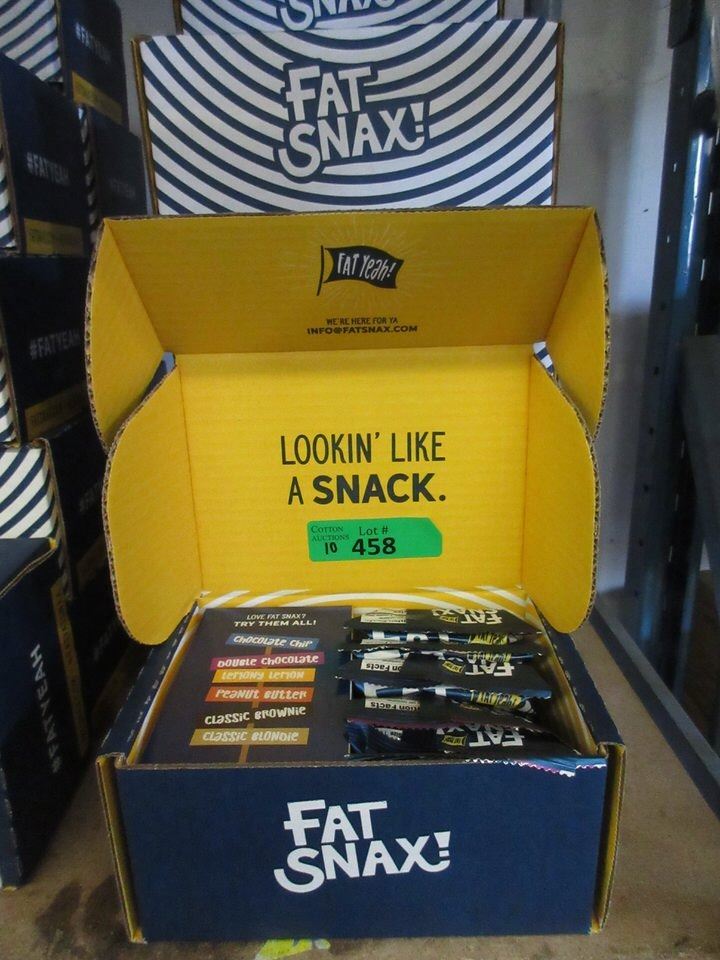 SNAX!
FAT
SNAX!
#FATYEAH
#FATYEAH
#FATYEAH
FAT Yeah!
WE'RE HERE FOR YA
INFO@FATSNAX.COM
LOOKIN' LIKE
A SNACK.
COTTON
AUCTIONS
Lot #
10 458
LOVE FAT SNAX?
TRY THEM ALL!
CHOCOLATE CHIP
DOUBLE CHOCOLATE
LEMONY LEMON
PEANUT BUTTER
CLASSIC BROWNIE
CLASSIC BLONDIE
FAT
SNAX!